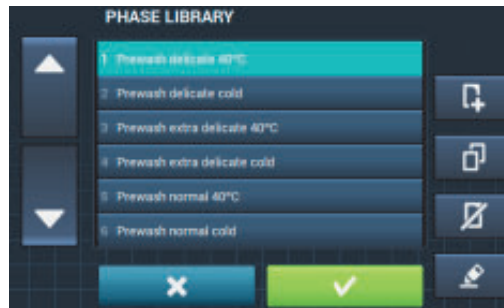 PHASE LIBRARY
1 Prewash delicate 40°C
2 Prewash delicate cold
3 Prewash extra delicate 40°C
4 Prewash extra delicate cold
5 Prewash normal 40°C
6 Prewash normal cold